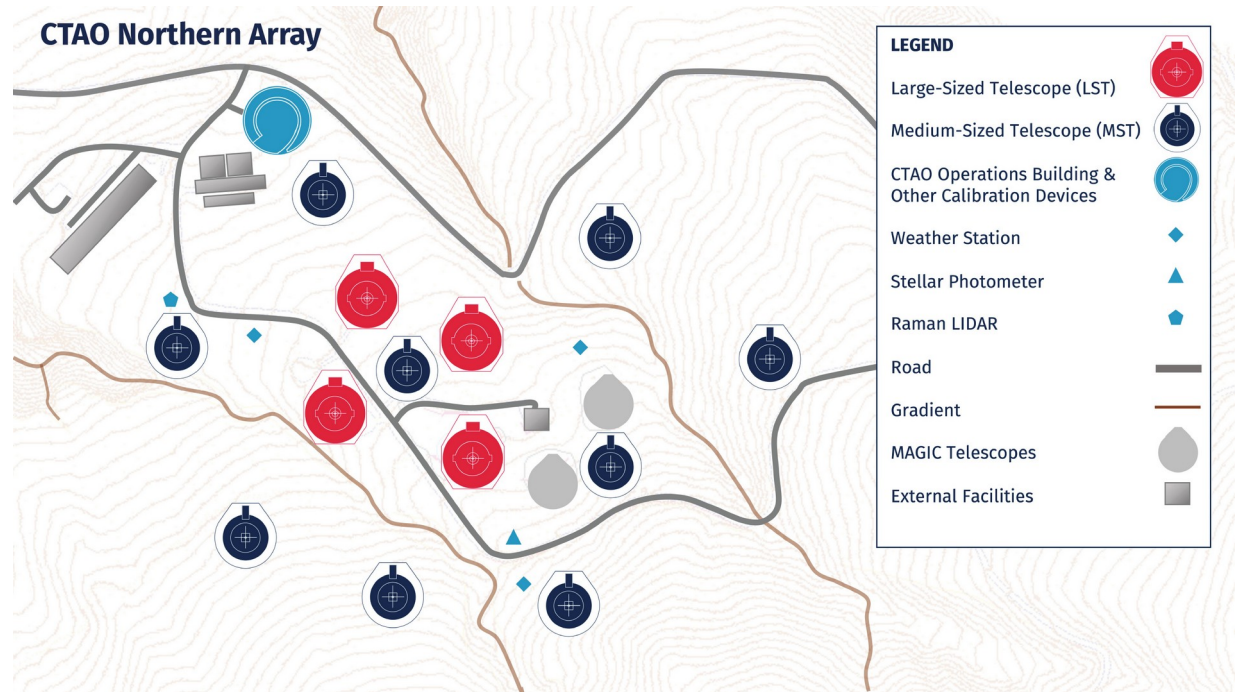 CTAO Northern Array
LEGEND
Large-Sized Telescope (LST)
Medium-Sized Telescope (MST)
CTAO Operations Building &
Other Calibration Devices
Weather Station
Stellar Photometer
Raman LIDAR
Road
Gradient
MAGIC Telescopes
External Facilities